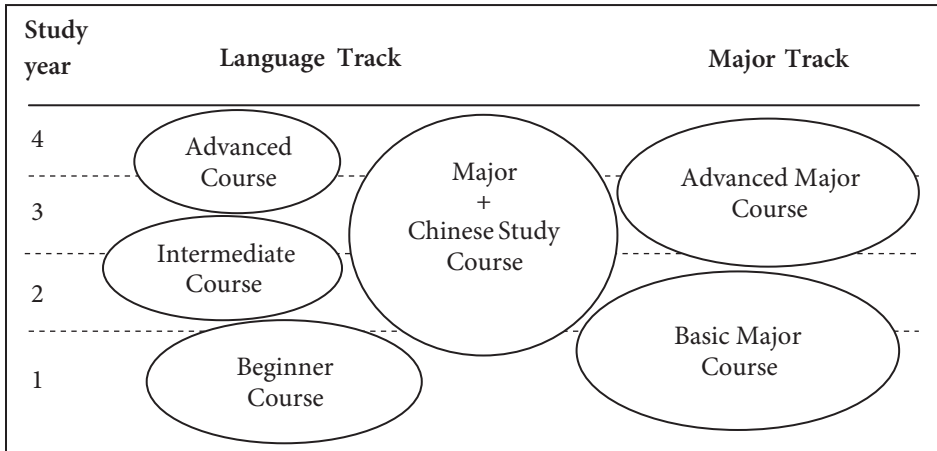 Study
year
Language Track
Major Track
4
Advanced
Course
Major
+
Chinese Study
Course
Advanced Major
Course
3
Intermediate
Course
2
Basic Major
Course
Beginner
Course
1